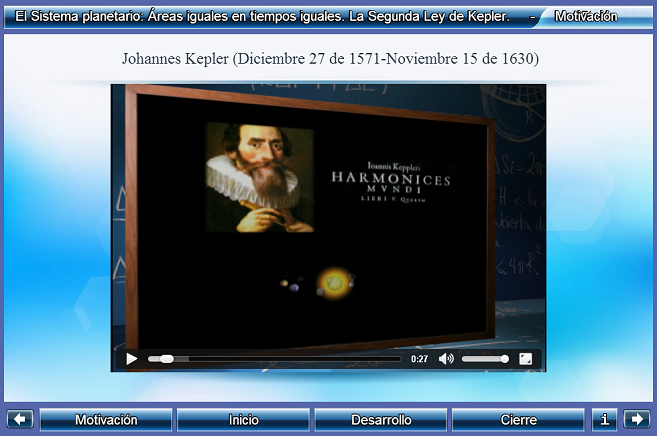 El Sistema planetario: Áreas iguales en tiempos iguales. La Segunda Ley de Kepler. - Motivación
Johannes Kepler (Diciembre 27 de 1571-Noviembre 15 de 1630)
Ioannis Keppleri
HARMONICES
MVNDI
LIBRI V. QVORVM
0:27
Motivación Inicio Desarrollo Cierre i